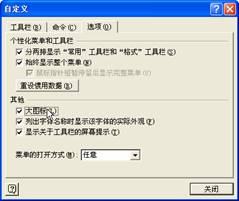 自定义
工具栏(B) 命令(C) 选项(O)
个性化菜单和工具栏
分两排显示“常用”工具栏和“格式”工具栏(S)
始终显示整个菜单(N)
鼠标指针短暂停留后显示完整菜单(U)
重设惯用数据(R)
其他
大图标(L)
列出字体名称时显示该字体的实际外观(F)
显示关于工具栏的屏幕提示(T)
菜单的打开方式(M): 任意
关闭